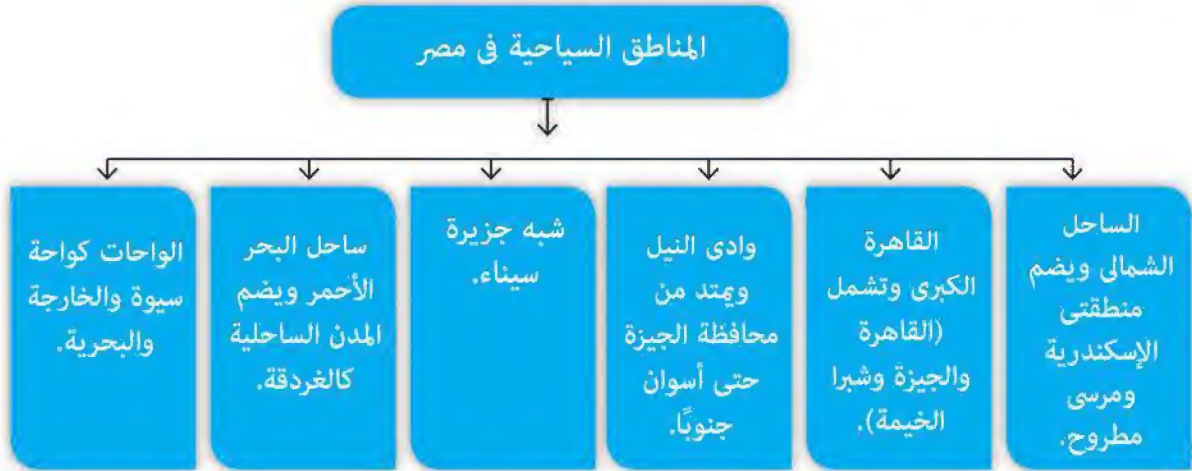 المناطق السياحية فى مصر
الساحل
الشمالى ويضم
منطقتى
الإسكندرية
ومرسى
مطروح.
القاهرة
الكبرى وتشمل
(القاهرة
والجيزة وشبرا
الخيمة).
وادى النيل
ويمتد من
محافظة الجيزة
حتى أسوان
جنوبًا.
شبه جزيرة
سيناء.
ساحل البحر
الأحمر ويضم
المدن الساحلية
كالغردقة.
الواحات كواحة
سيوة والخارجة
والبحرية.